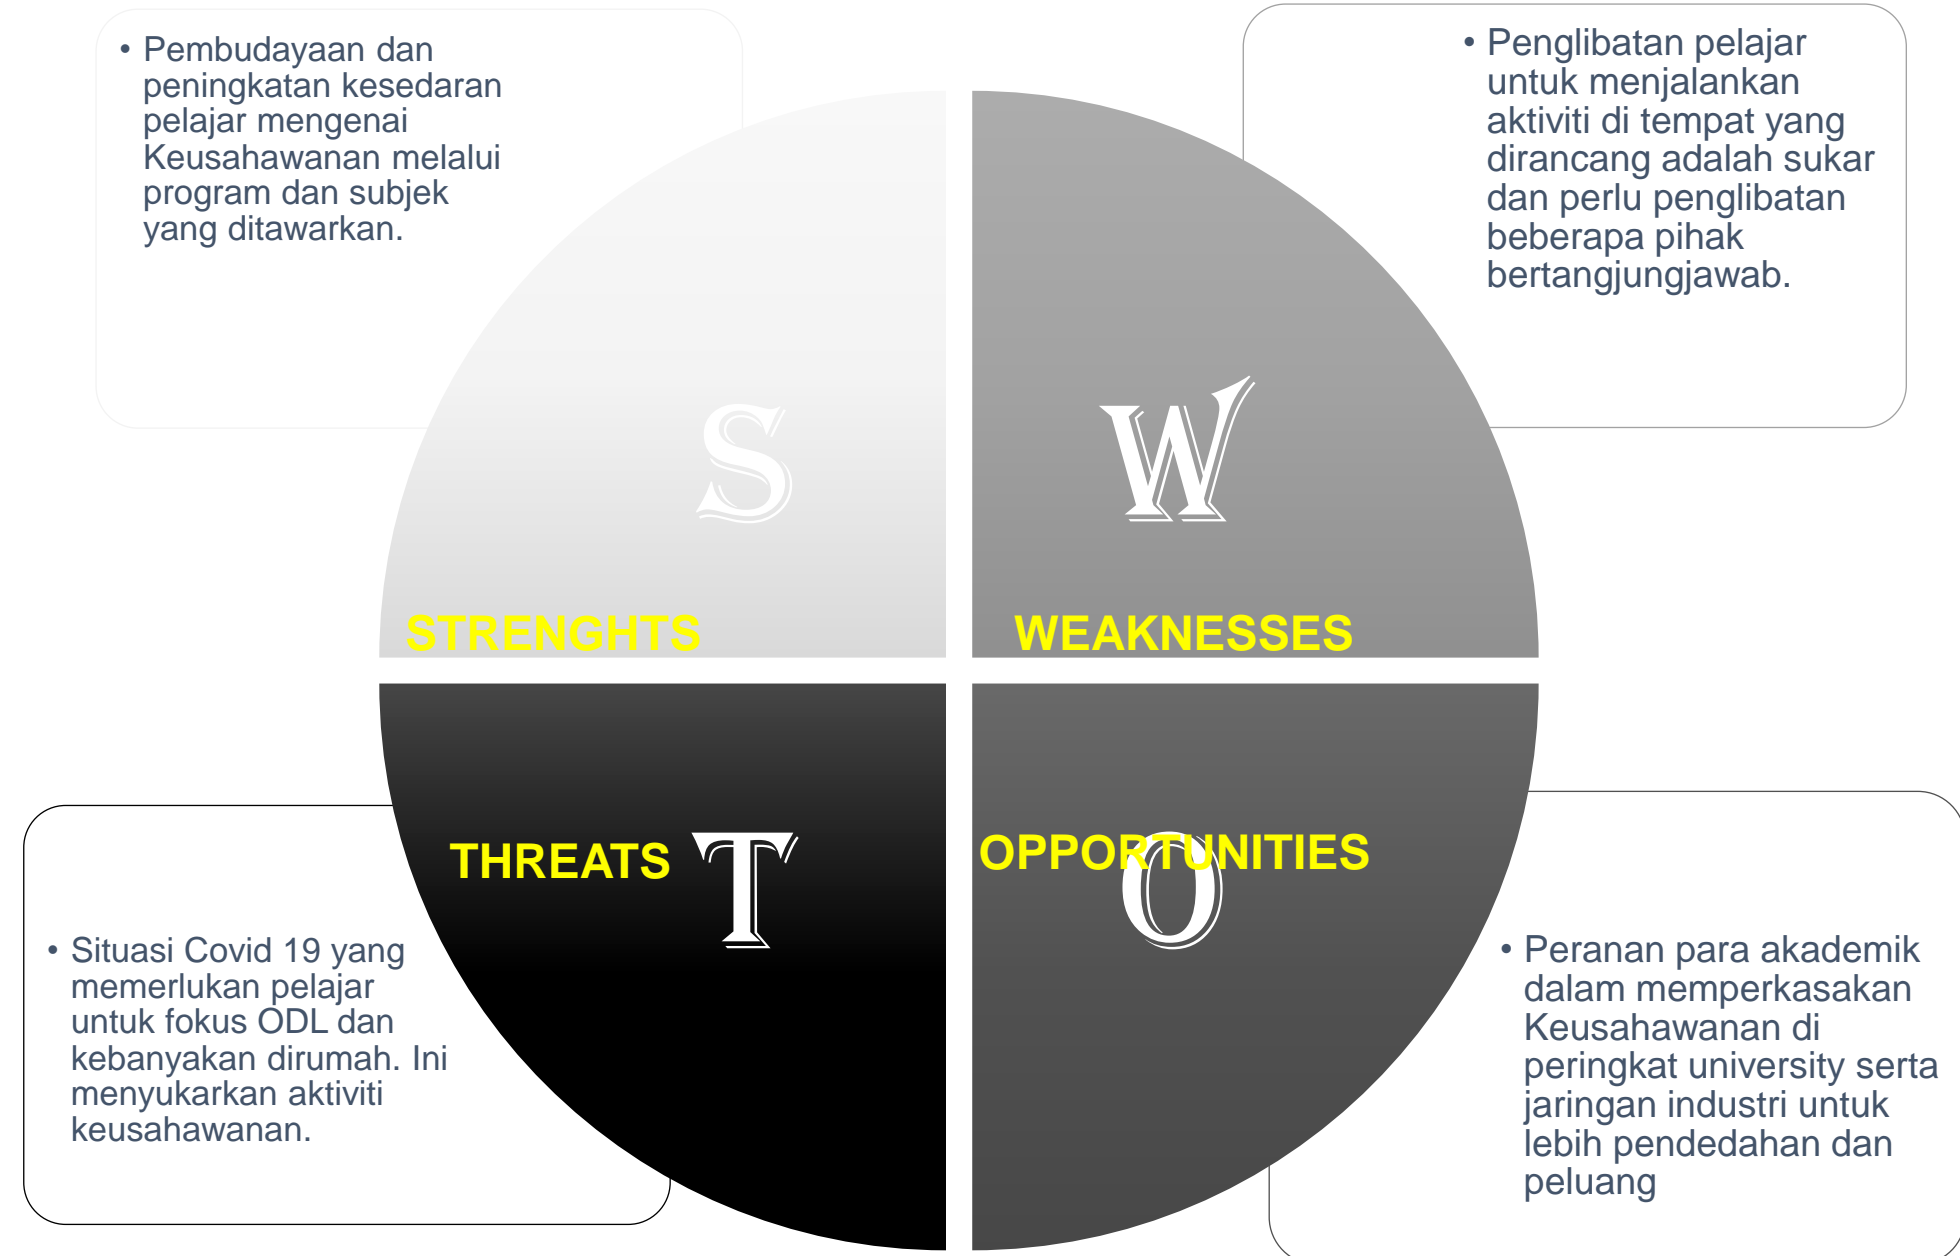 • Pembudayaan dan
peningkatan kesedaran
pelajar mengenai
Keusahawanan melalui
program dan subjek
yang ditawarkan.
• Penglibatan pelajar
untuk menjalankan
aktiviti di tempat yang
dirancang adalah sukar
dan perlu penglibatan
beberapa pihak
bertangjungjawab.
S
W
STRENGHTS
WEAKNESSES
THREATS
T
OPPORTUNITIES
O
• Situasi Covid 19 yang
memerlukan pelajar
untuk fokus ODL dan
kebanyakan dirumah. Ini
menyukarkan aktiviti
keusahawanan.
• Peranan para akademik
dalam memperkasakan
Keusahawanan di
peringkat university serta
jaringan industri untuk
lebih pendedahan dan
peluang